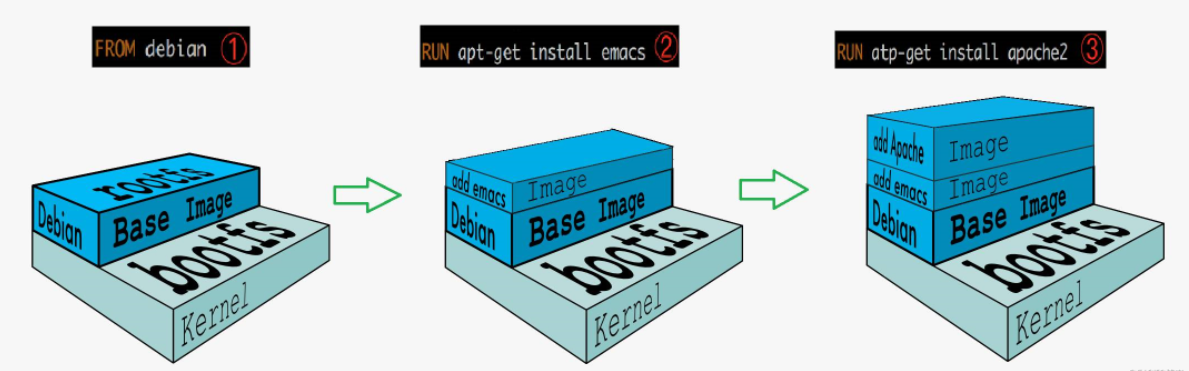 FROM debian ①
RUN apt-get install emacs ②
RUN atp-get install apache2 ③
rootfs
Debian
Base Image
bootfs
Kernel
add emacs
Image
Debian
Base Image
bootfs
Kernel
add Apache
Image
add emacs
Image
Debian
Base Image
bootfs
Kernel